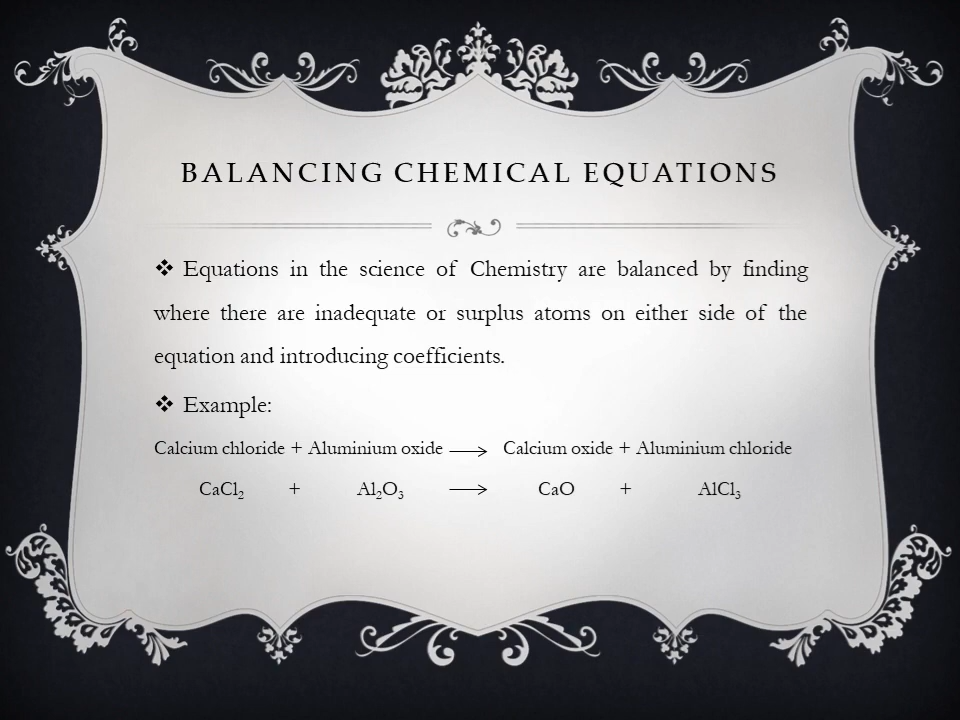 BALANCING CHEMICAL EQUATIONS
❖ Equations in the science of Chemistry are balanced by finding
where there are inadequate or surplus atoms on either side of the
equation and introducing coefficients.
❖ Example:
Calcium chloride + Aluminium oxide ⟶ Calcium oxide + Aluminium chloride
CaCl₂ + Al₂O₃ ⟶ CaO + AlCl₃